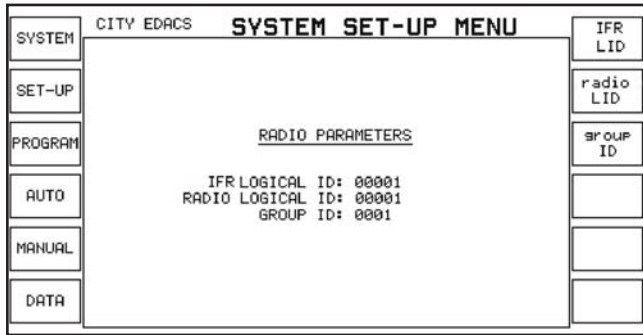 CITY EDACS SYSTEM SET-UP MENU
SYSTEM
SET-UP
PROGRAM
AUTO
MANUAL
DATA
RADIO PARAMETERS
IFR LOGICAL ID: 00001
RADIO LOGICAL ID: 00001
GROUP ID: 0001
IFR
LID
radio
LID
group
ID